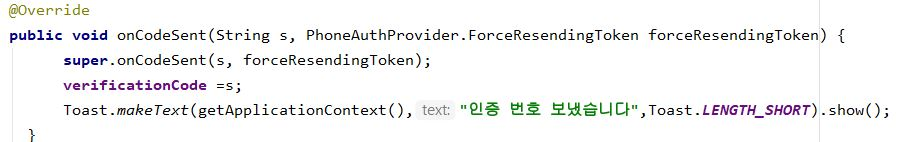 @Override
public void onCodeSent(String s, PhoneAuthProvider.ForceResendingToken forceResendingToken) {
super.onCodeSent(s, forceResendingToken);
verificationCode =s;
Toast.makeText(getApplicationContext(), text: "인증 번호 보냈습니다",Toast.LENGTH_SHORT).show();
}